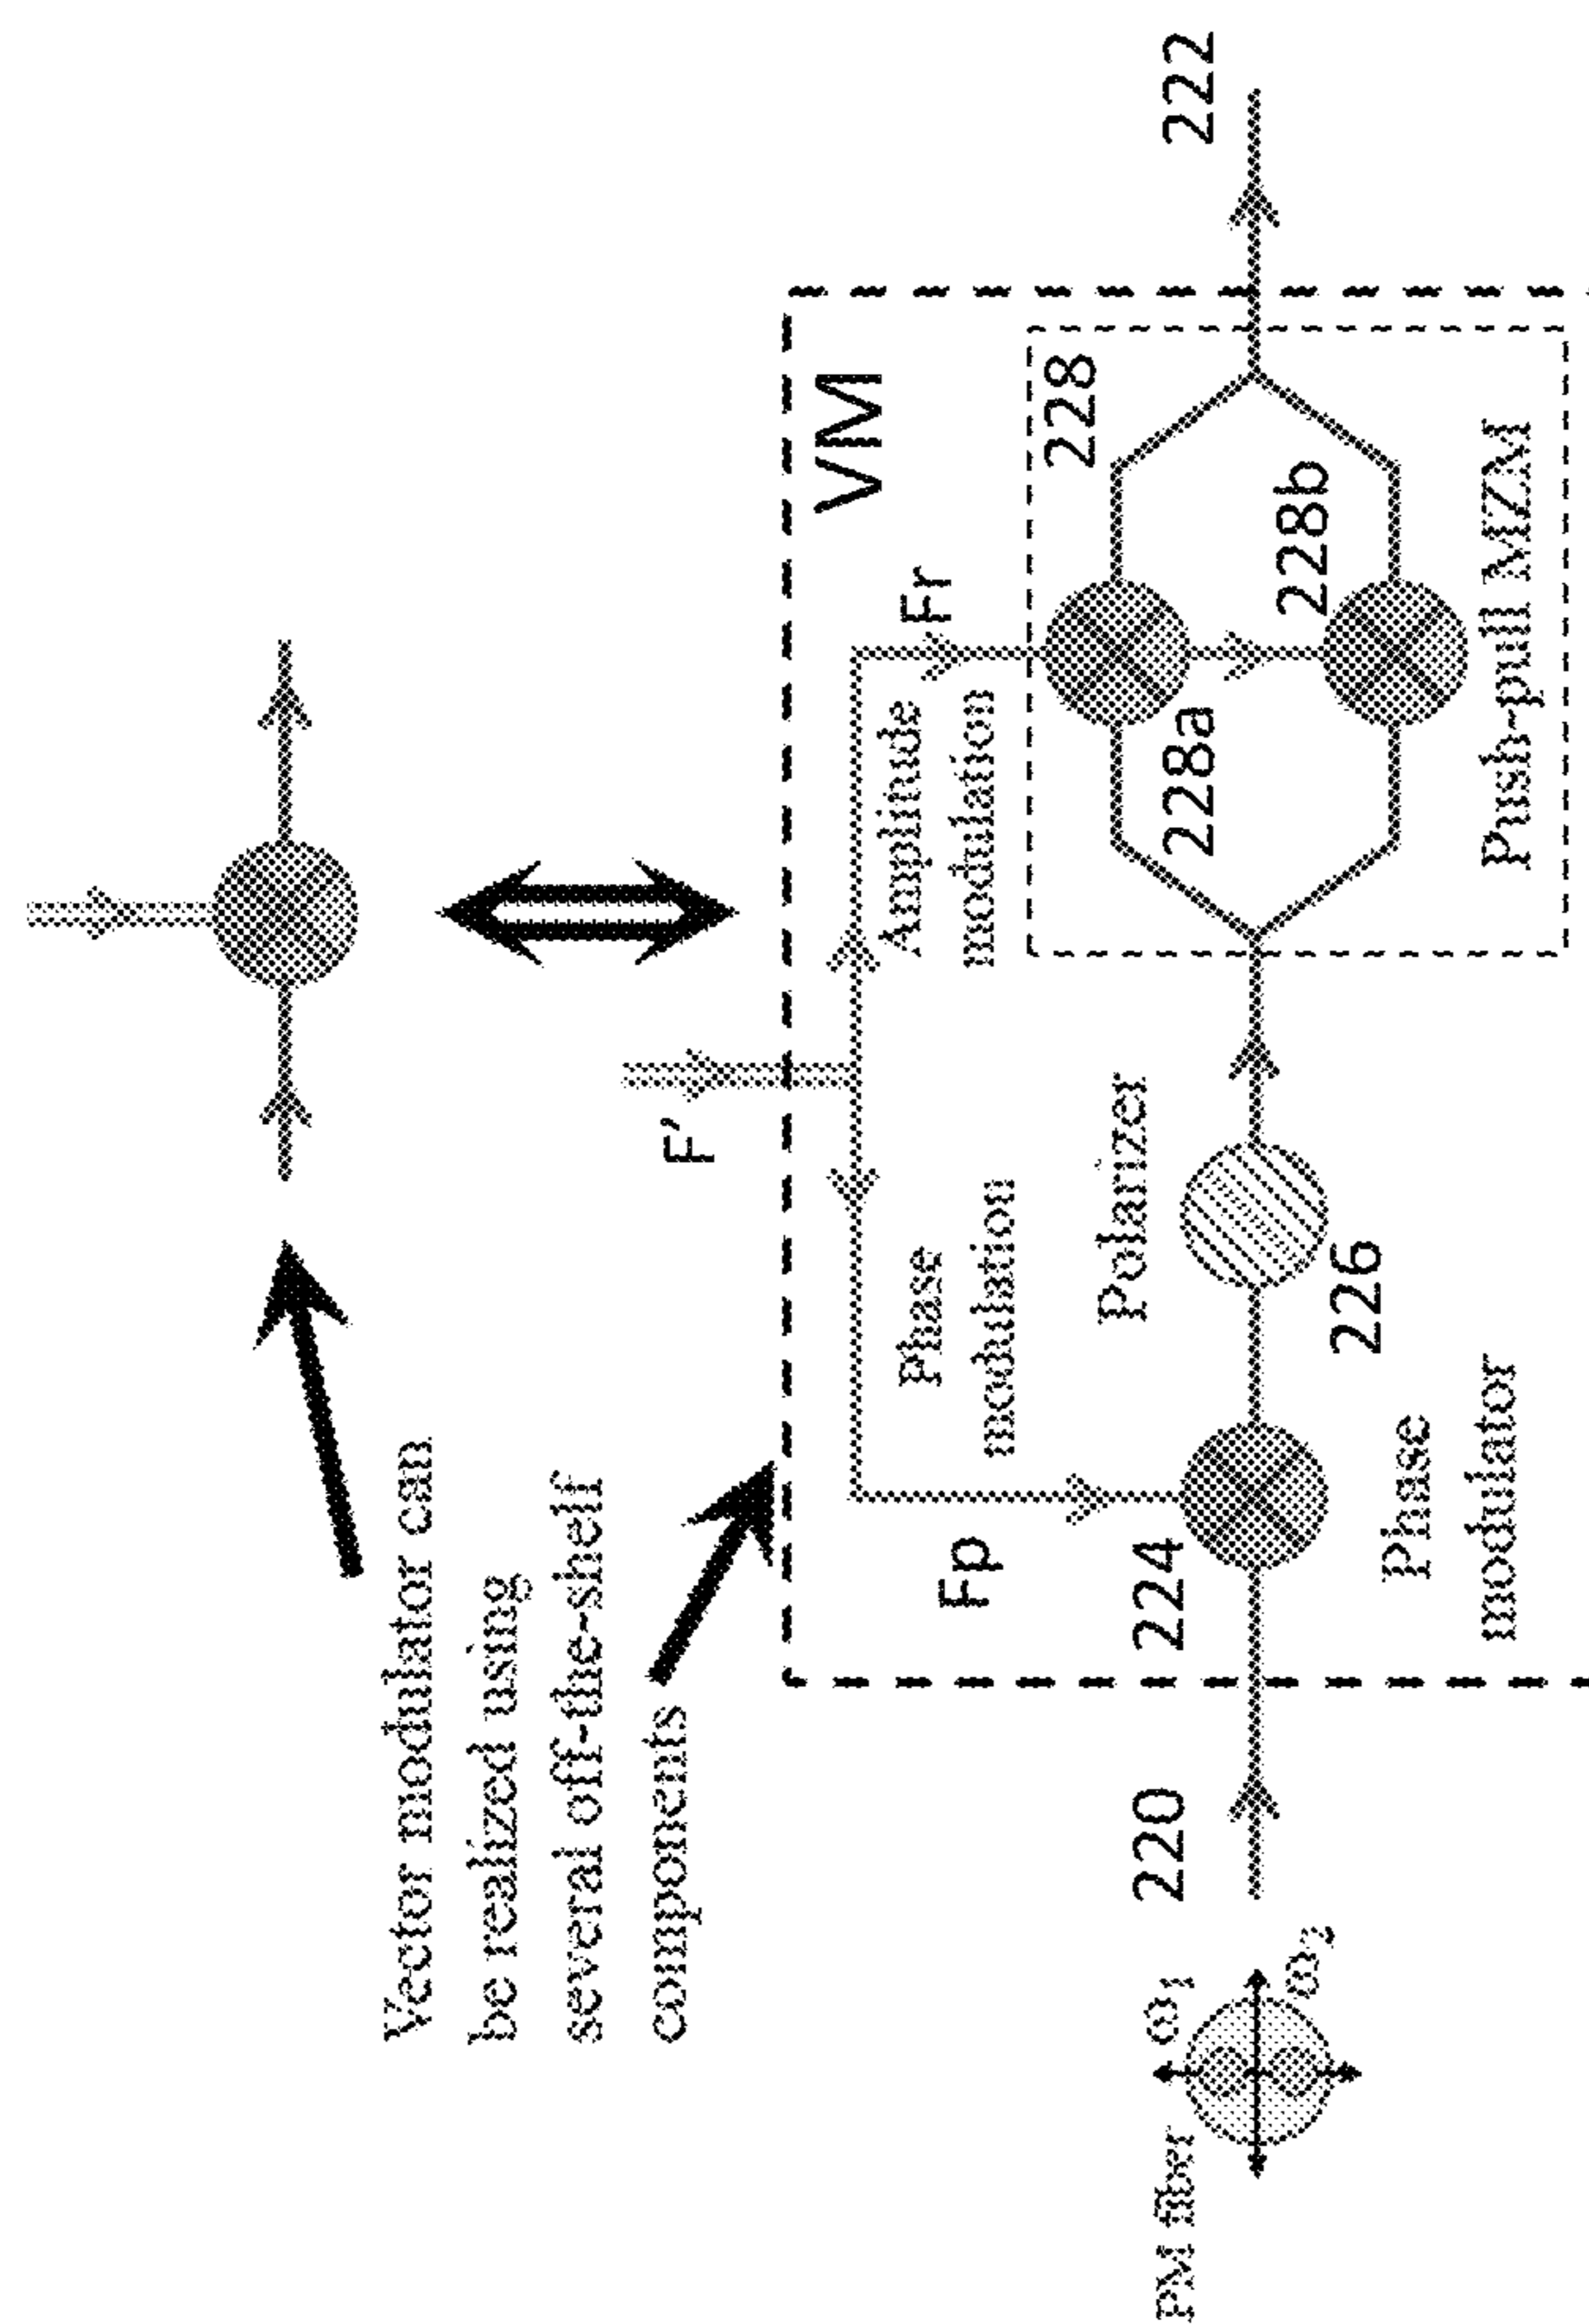 Vector modulator can
be realized using
several off-the-shelf
components
F'
VM
Fp
Phase
modulation
Amplitude
modulation
Fr
PM fiber
ω1
ω2
220
224
Phase
modulator
Polarizer
226
228
228a
228b
Push-pull MZM
222